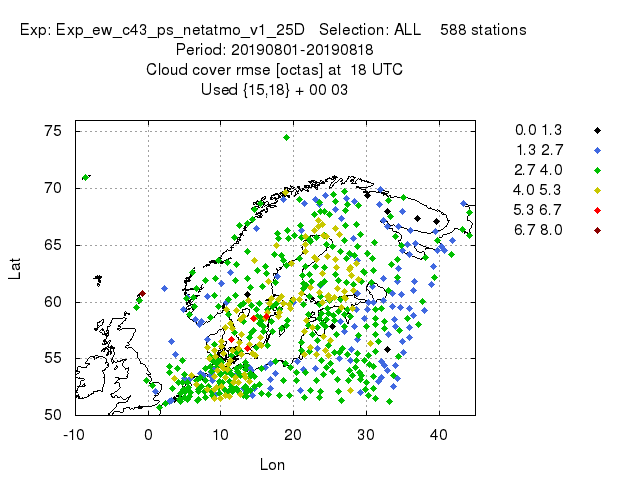 Exp: Exp_ew_c43_ps_netatmo_v1_25D Selection: ALL 588 stations
Period: 20190801-20190818
Cloud cover rmse [octas] at 18 UTC
Used {15,18} + 00 03
75
70
65
60
55
50
-10 0 10 20 30 40
Lat
Lon
0.0 1.3
1.3 2.7
2.7 4.0
4.0 5.3
5.3 6.7
6.7 8.0